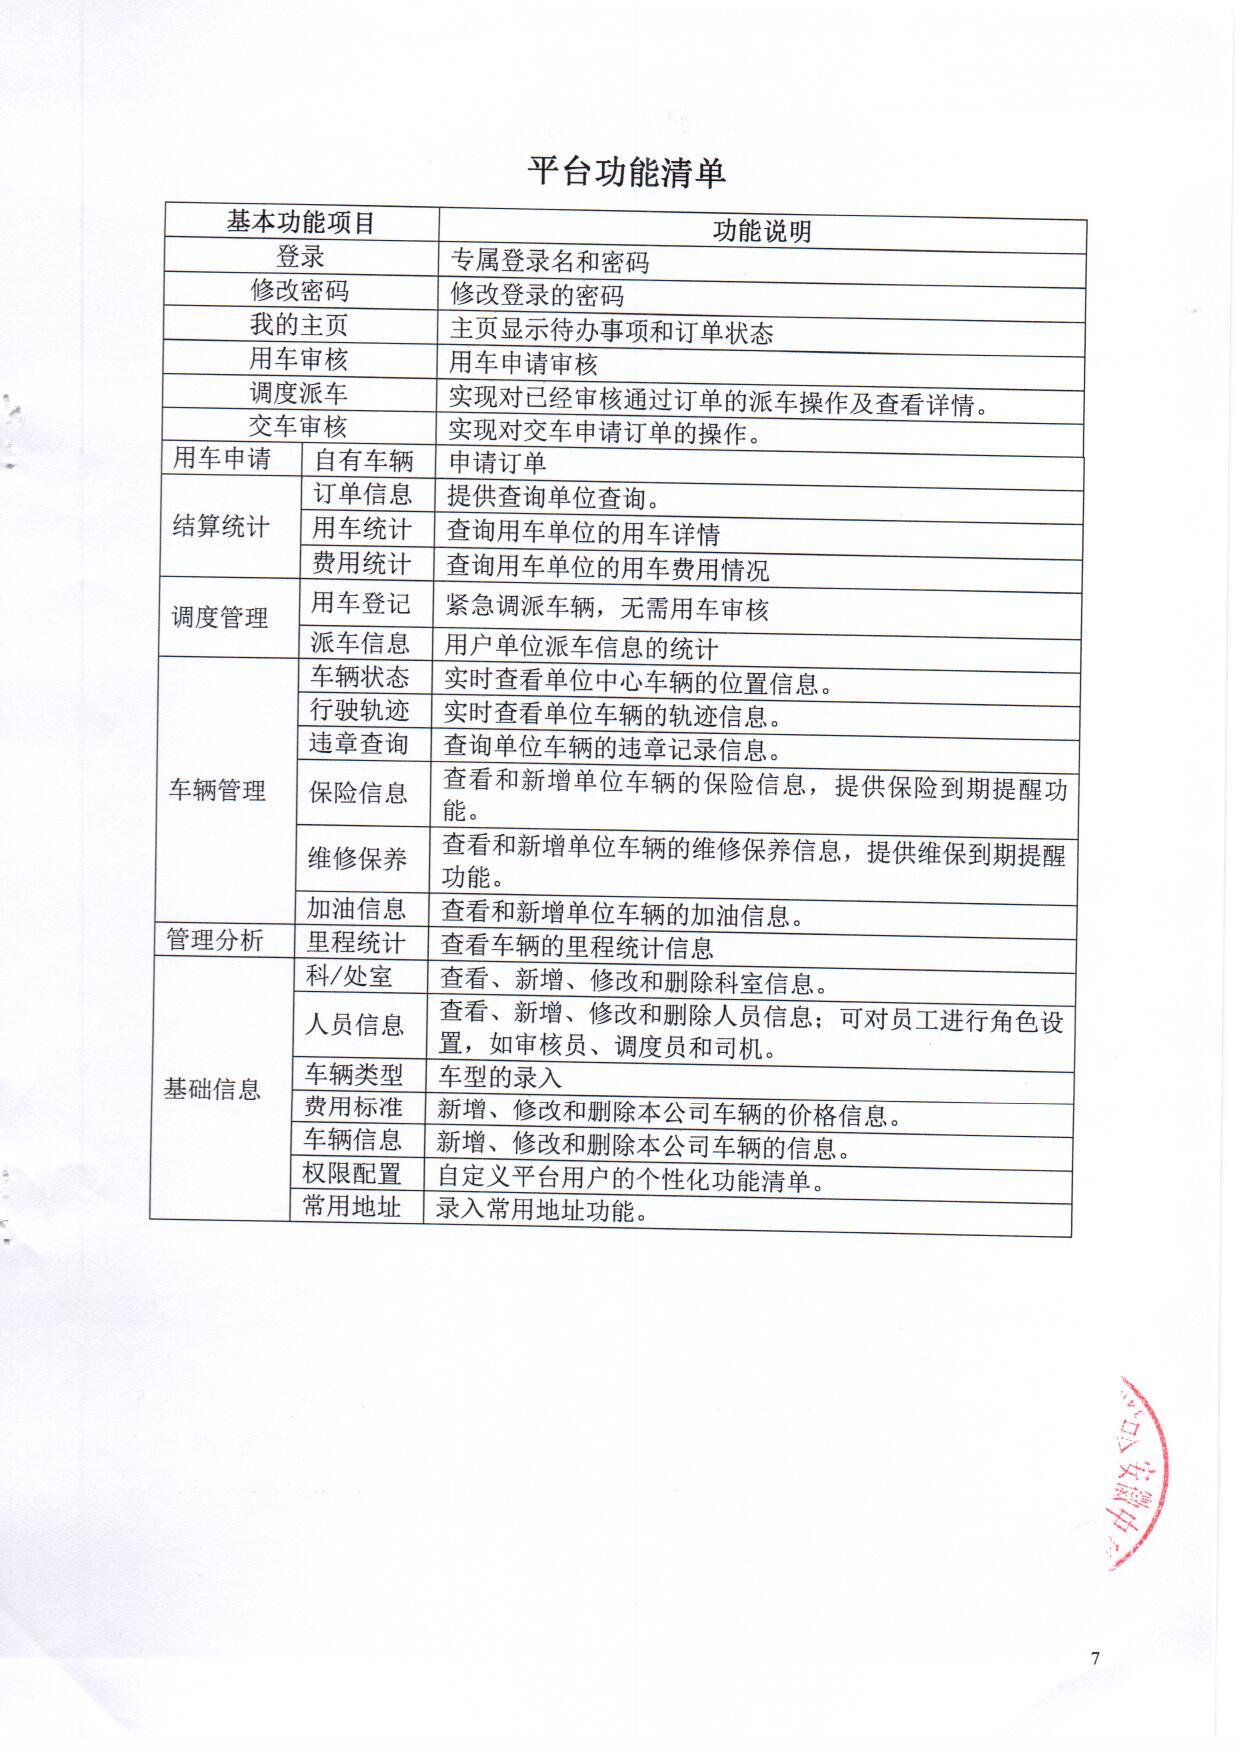 平台功能清单
基本功能项目 功能说明
登录 专属登录名和密码
修改密码 修改登录的密码
我的主页 主页显示待办事项和订单状态
用车审核 用车申请审核
调度派车 实现对已经审核通过订单的派车操作及查看详情。
交车审核 实现对交车申请订单的操作。
用车申请 自有车辆 申请订单
结算统计 订单信息 提供查询单位查询。
用车统计 查询用车单位的用车详情
费用统计 查询用车单位的用车费用情况
调度管理 用车登记 紧急调派车辆，无需用车审核
派车信息 用户单位派车信息的统计
车辆管理 车辆状态 实时查看单位中心车辆的位置信息。
行驶轨迹 实时查看单位车辆的轨迹信息。
违章查询 查询单位车辆的违章记录信息。
保险信息 查看和新增单位车辆的保险信息，提供保险到期提醒功
能。
维修保养 查看和新增单位车辆的维修保养信息，提供维保到期提醒
功能。
加油信息 查看和新增单位车辆的加油信息。
管理分析 里程统计 查看车辆的里程统计信息
基础信息 科/处室 查看、新增、修改和删除科室信息。
人员信息 查看、新增、修改和删除人员信息；可对员工进行角色设
置，如审核员、调度员和司机。
车辆类型 车型的录入
费用标准 新增、修改和删除本公司车辆的价格信息。
车辆信息 新增、修改和删除本公司车辆的信息。
权限配置 自定义平台用户的个性化功能清单。
常用地址 录入常用地址功能。
安徽中
7